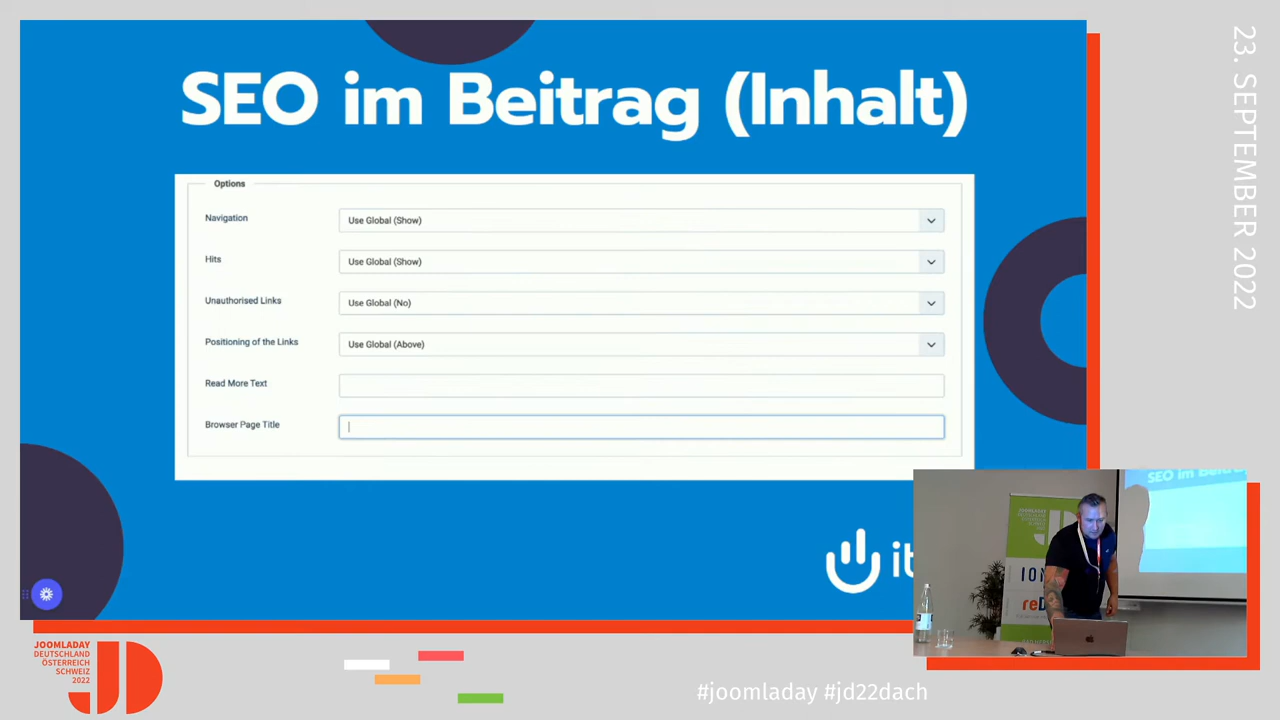 SEO im Beitrag (Inhalt)
Options
Navigation
Use Global (Show)
Hits
Use Global (Show)
Unauthorised Links
Use Global (No)
Positioning of the Links
Use Global (Above)
Read More Text
Browser Page Title
23. SEPTEMBER 2022
SEO im
JOOMLADAY
DEUTSCHLAND
ÖSTERREICH
SCHWEIZ
2022
#joomladay #jd22dach